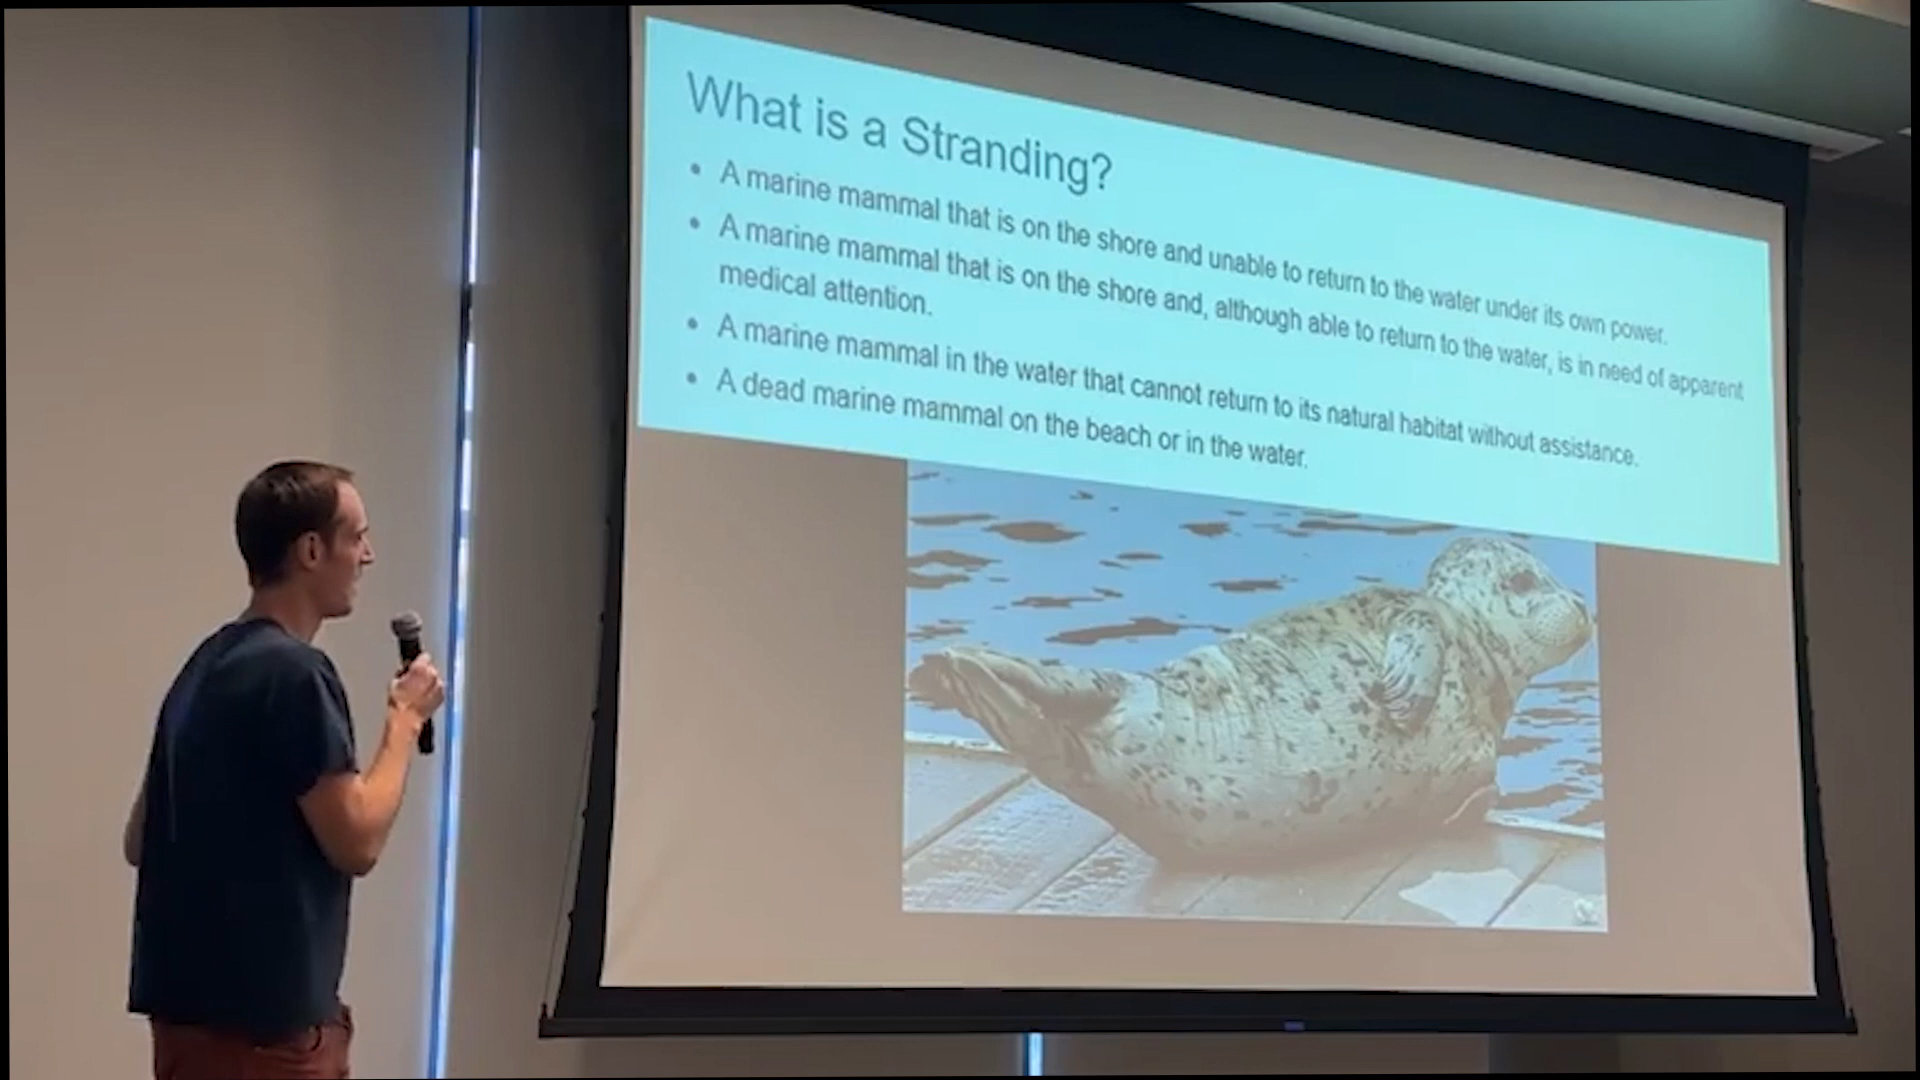 What is a Stranding?
• A marine mammal that is on the shore and unable to return to the water under its own power.
• A marine mammal that is on the shore and, although able to return to the water, is in need of apparent
medical attention.
• A marine mammal in the water that cannot return to its natural habitat without assistance.
• A dead marine mammal on the beach or in the water.